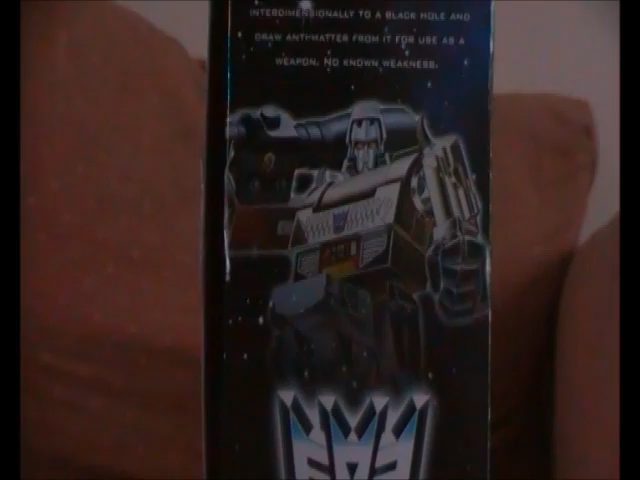 INTERDIMENSIONALLY TO A BLACK HOLE AND
DRAW ANTI-MATTER FROM IT FOR USE AS A
WEAPON. NO KNOWN WEAKNESS.